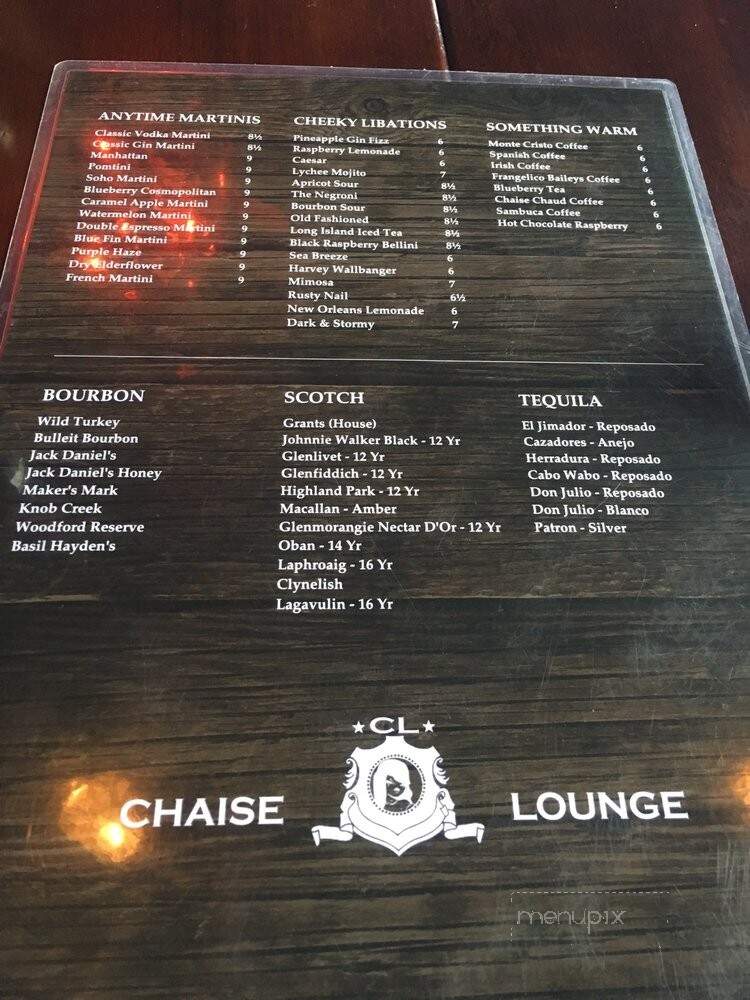 ANYTIME MARTINIS
Classic Vodka Martini 8½
Classic Gin Martini 8½
Manhattan 9
Pomtini 9
Soho Martini 9
Blueberry Cosmopolitan 9
Caramel Apple Martini 9
Watermelon Martini 9
Double Espresso Martini 9
Blue Fin Martini 9
Purple Haze 9
Dry Elderflower 9
French Martini 9
CHEEKY LIBATIONS
Pineapple Gin Fizz 6
Raspberry Lemonade 6
Caesar 6
Lychee Mojito 7
Apricot Sour 8½
The Negroni 8½
Bourbon Sour 8½
Old Fashioned 8½
Long Island Iced Tea 8½
Black Raspberry Bellini 8½
Sea Breeze 6
Harvey Wallbanger 6
Mimosa 7
Rusty Nail 6½
New Orleans Lemonade 6
Dark & Stormy 7
SOMETHING WARM
Monte Cristo Coffee 6
Spanish Coffee 6
Irish Coffee 6
Frangelico Baileys Coffee 6
Blueberry Tea 6
Chaise Chaud Coffee 6
Sambuca Coffee 6
Hot Chocolate Raspberry 6
BOURBON
Wild Turkey
Bulleit Bourbon
Jack Daniel's
Jack Daniel's Honey
Maker's Mark
Knob Creek
Woodford Reserve
Basil Hayden's
SCOTCH
Grants (House)
Johnnie Walker Black - 12 Yr
Glenlivet - 12 Yr
Glenfiddich - 12 Yr
Highland Park - 12 Yr
Macallan - Amber
Glenmorangie Nectar D'Or - 12 Yr
Oban - 14 Yr
Laphroaig - 16 Yr
Clynelish
Lagavulin - 16 Yr
TEQUILA
El Jimador - Reposado
Cazadores - Anejo
Herradura - Reposado
Cabo Wabo - Reposado
Don Julio - Reposado
Don Julio - Blanco
Patron - Silver
CL
CHAISE LOUNGE
menupix